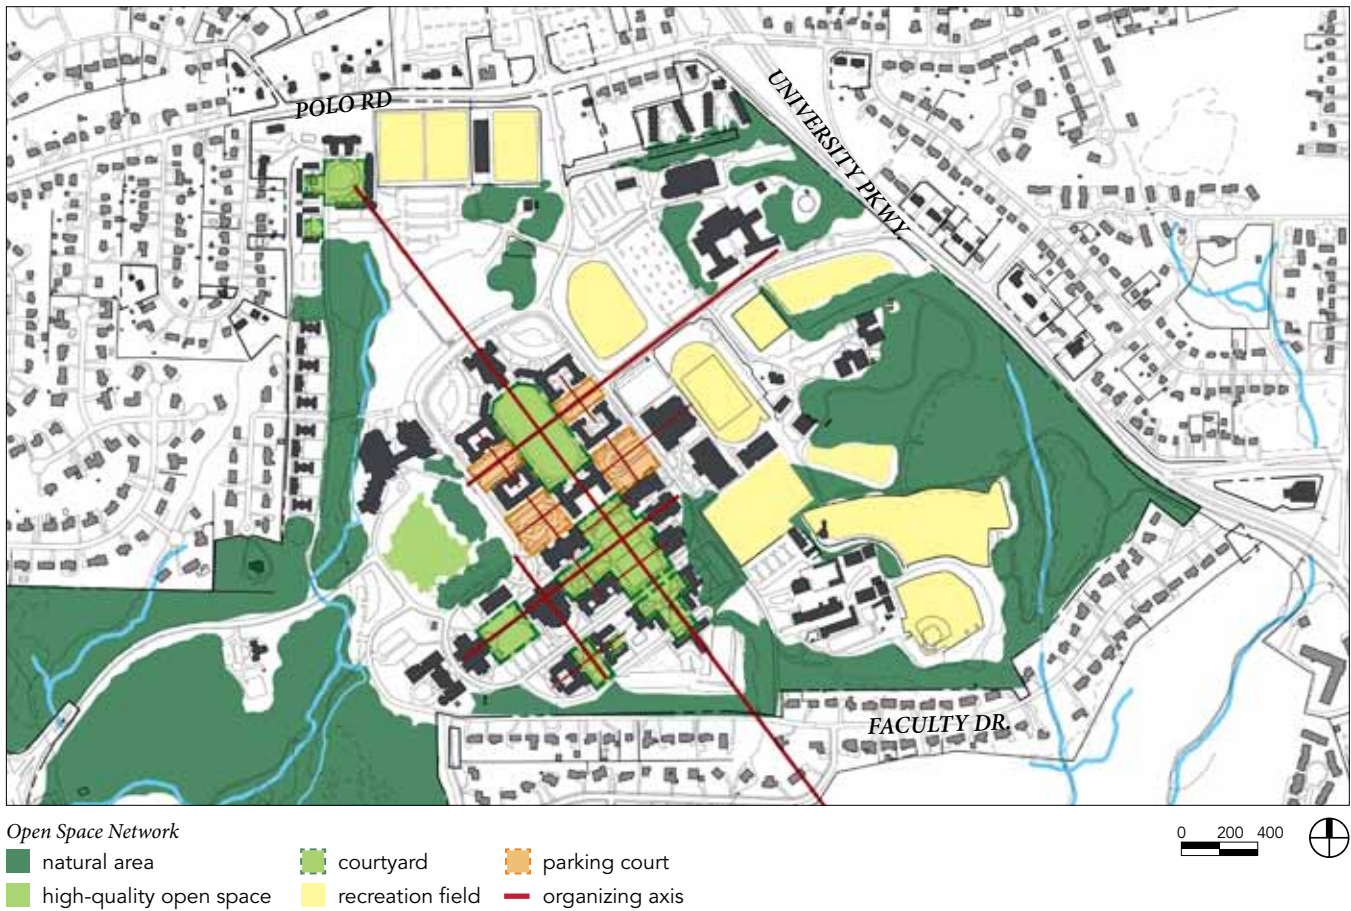 POLO RD
UNIVERSITY PKWY.
FACULTY DR.
Open Space Network
natural area
high-quality open space
courtyard
recreation field
parking court
organizing axis
0 200 400